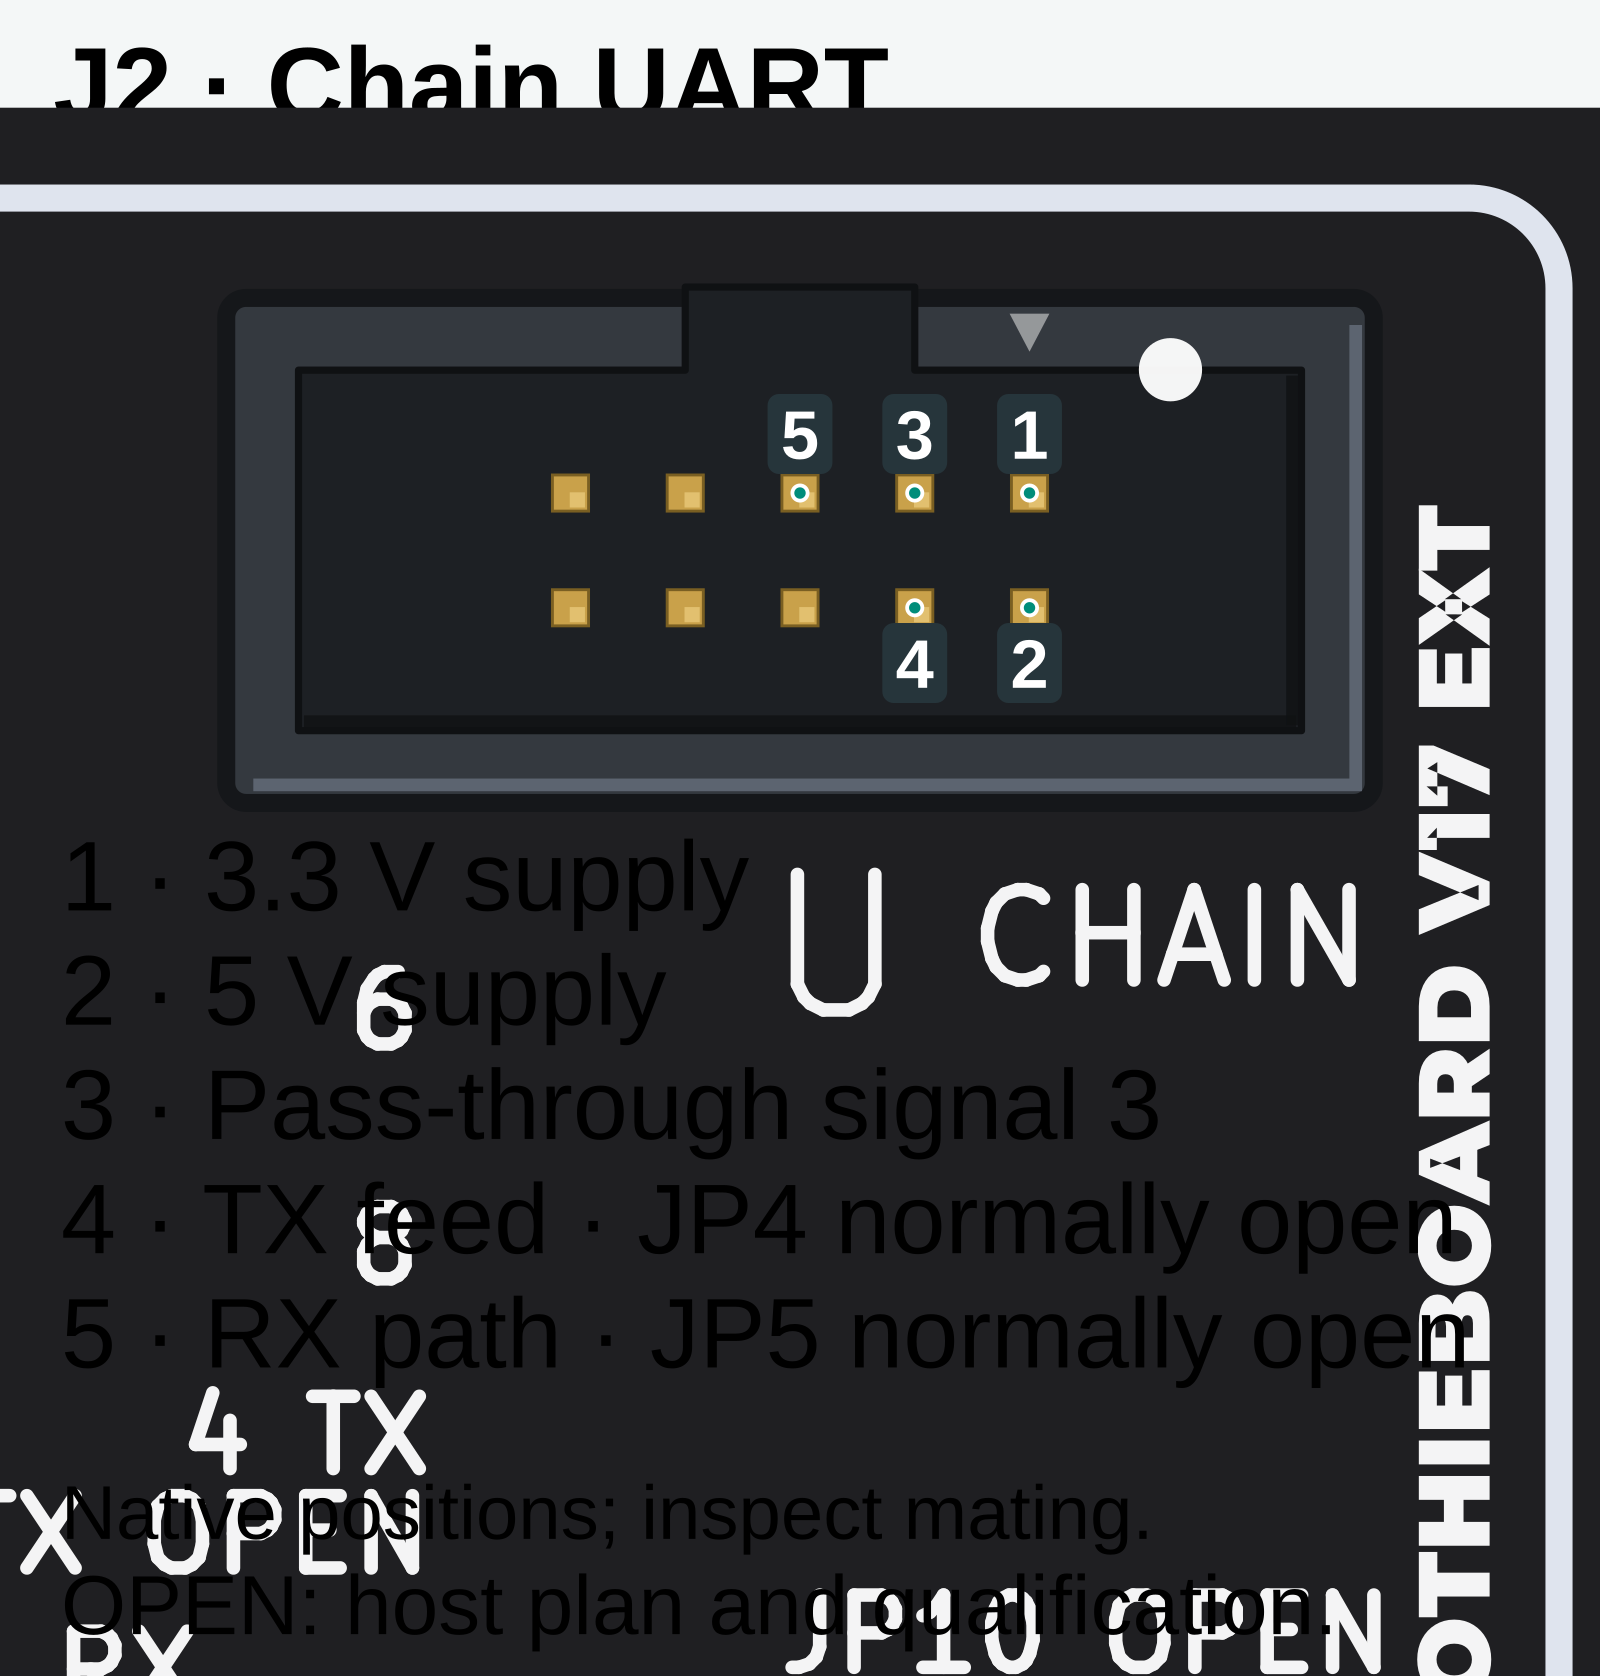 J2 · Chain UART
5 3 1
4 2
1 · 3.3 V supply
U CHAIN
2 · 5 V supply
6
3 · Pass-through signal 3
4 · TX feed · JP4 normally open
8
5 · RX path · JP5 normally open
4 TX
Native positions; inspect mating.
TX OPEN
OPEN: host plan and qualification.
JP10 OPEN
RX
OTHIEBOARD V17 EXT